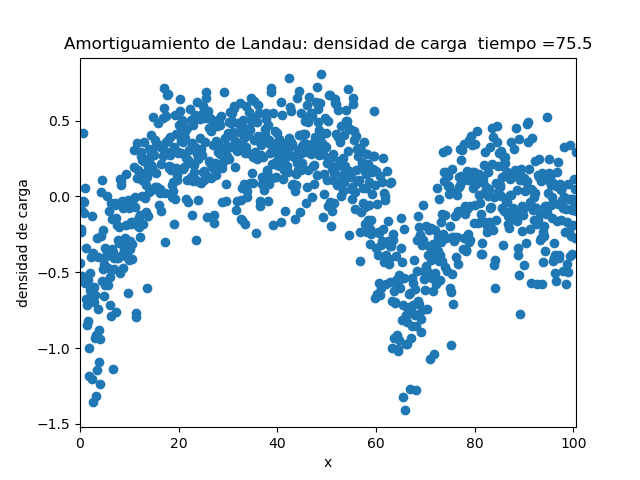 Amortiguamiento de Landau: densidad de carga  tiempo =75.5
densidad de carga
0.5
0.0
−0.5
−1.0
−1.5
0 20 40 60 80 100
x